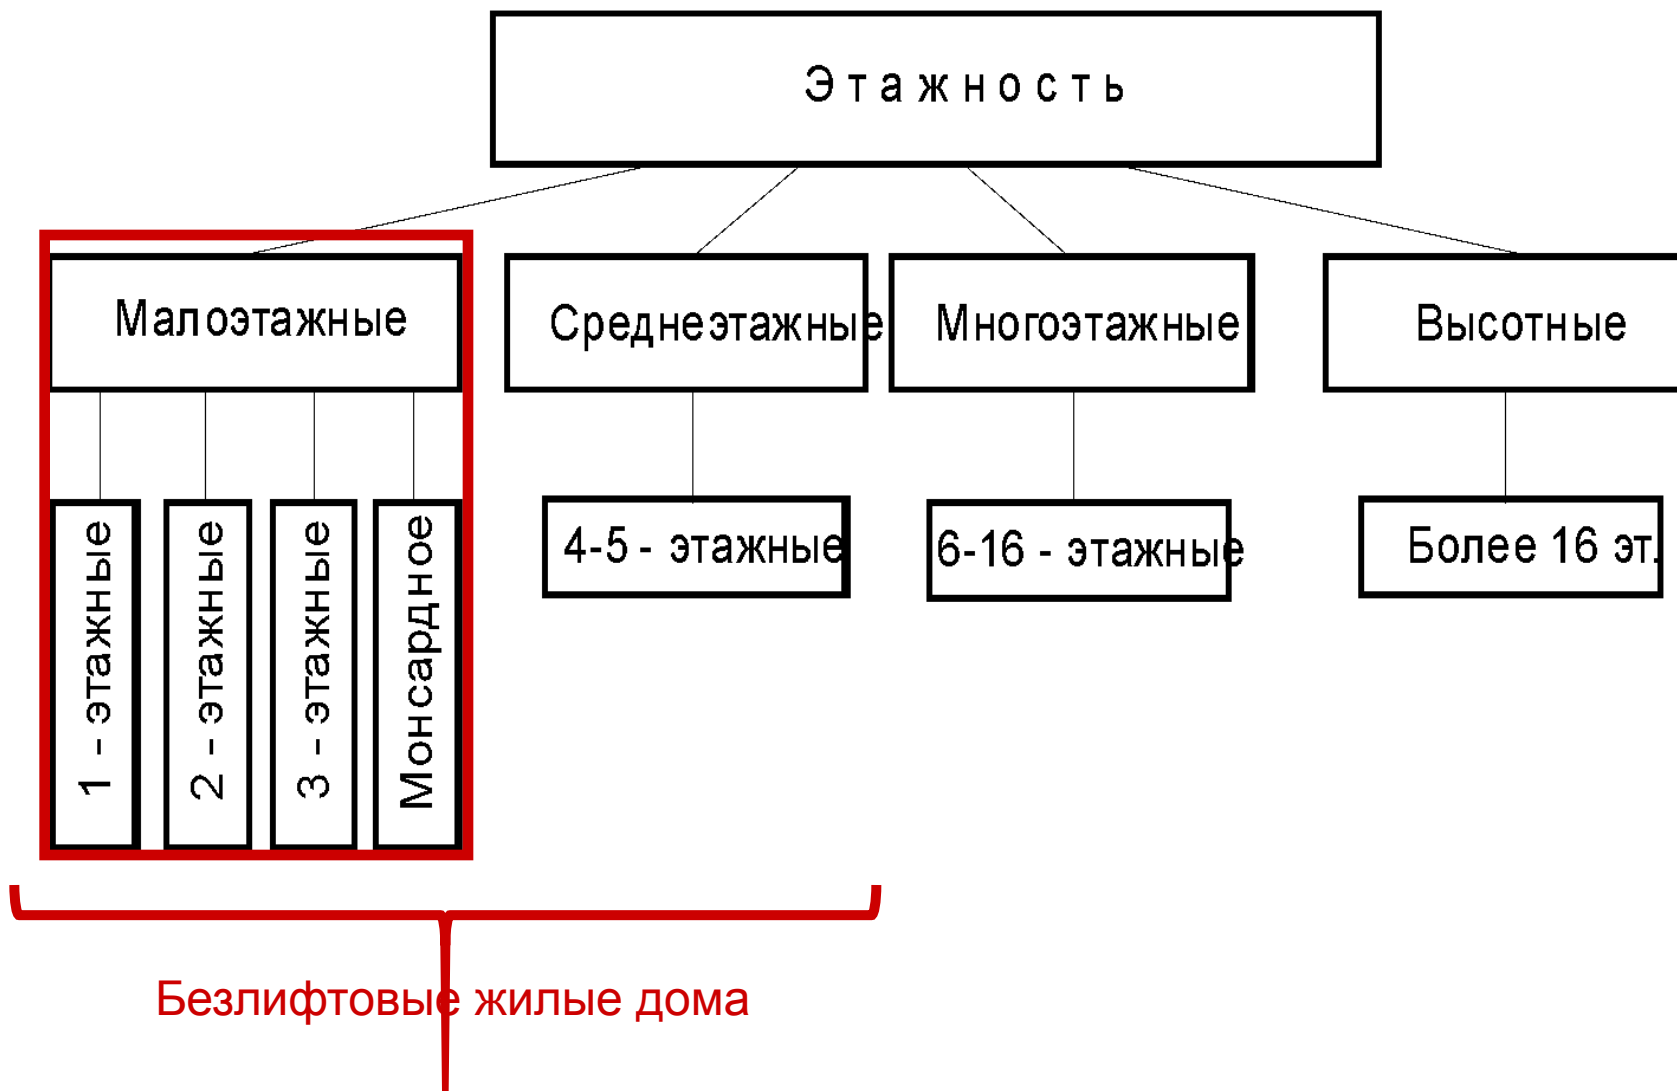 Этажность
Малоэтажные
Среднеэтажные
Многоэтажные
Высотные
1 - этажные
2 - этажные
3 - этажные
Монсардное
4-5 - этажные
6-16 - этажные
Более 16 эт.
Безлифтовые жилые дома